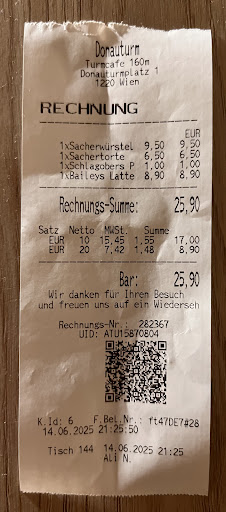 Donauturm
Turmcafe 160m
Donauturmplatz 1
1220 Wien
RECHNUNG
EUR
1xSacherwürstel 9,50 9,50
1xSachertorte 6,50 6,50
1xSchlagobers P 1,00 1,00
1xBaileys Latte 8,90 8,90
Rechnungs-Summe: 25,90
Satz Netto MWSt. Summe
EUR 10 15,45 1,55 17,00
EUR 20 7,42 1,48 8,90
Bar: 25,90
Wir danken für Ihren Besuch
und freuen uns auf ein Wiederseh
Rechnungs-Nr.: 282367
UID: ATU15870804
K.Id: 6 F.Bel.Nr.: ft47DE7#28
14.06.2025 21:25:50
Tisch 144 14.06.2025 21:25
Ali N.